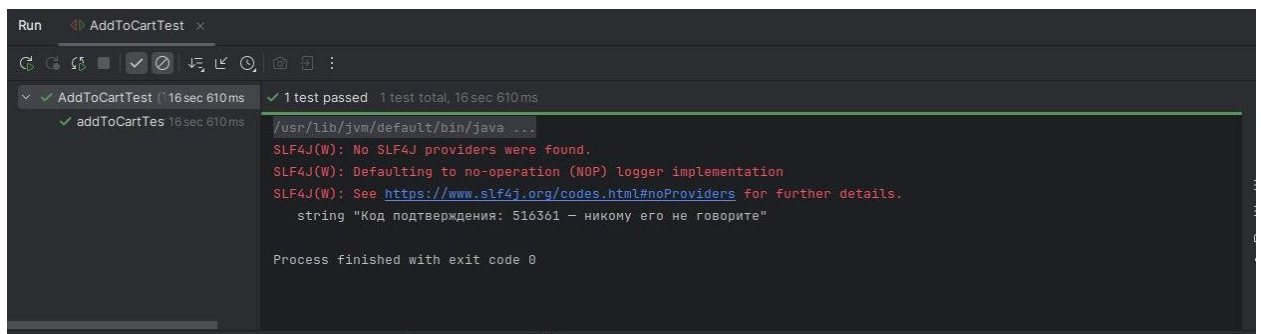 Run AddToCartTest ×
AddToCartTest 16 sec 610 ms
✓ 1 test passed 1 test total, 16 sec 610 ms
addToCartTes 16 sec 610 ms
/usr/lib/jvm/default/bin/java ...
SLF4J(W): No SLF4J providers were found.
SLF4J(W): Defaulting to no-operation (NOP) logger implementation
SLF4J(W): See https://www.slf4j.org/codes.html#noProviders for further details.
string "Код подтверждения: 516361 — никому его не говорите"
Process finished with exit code 0